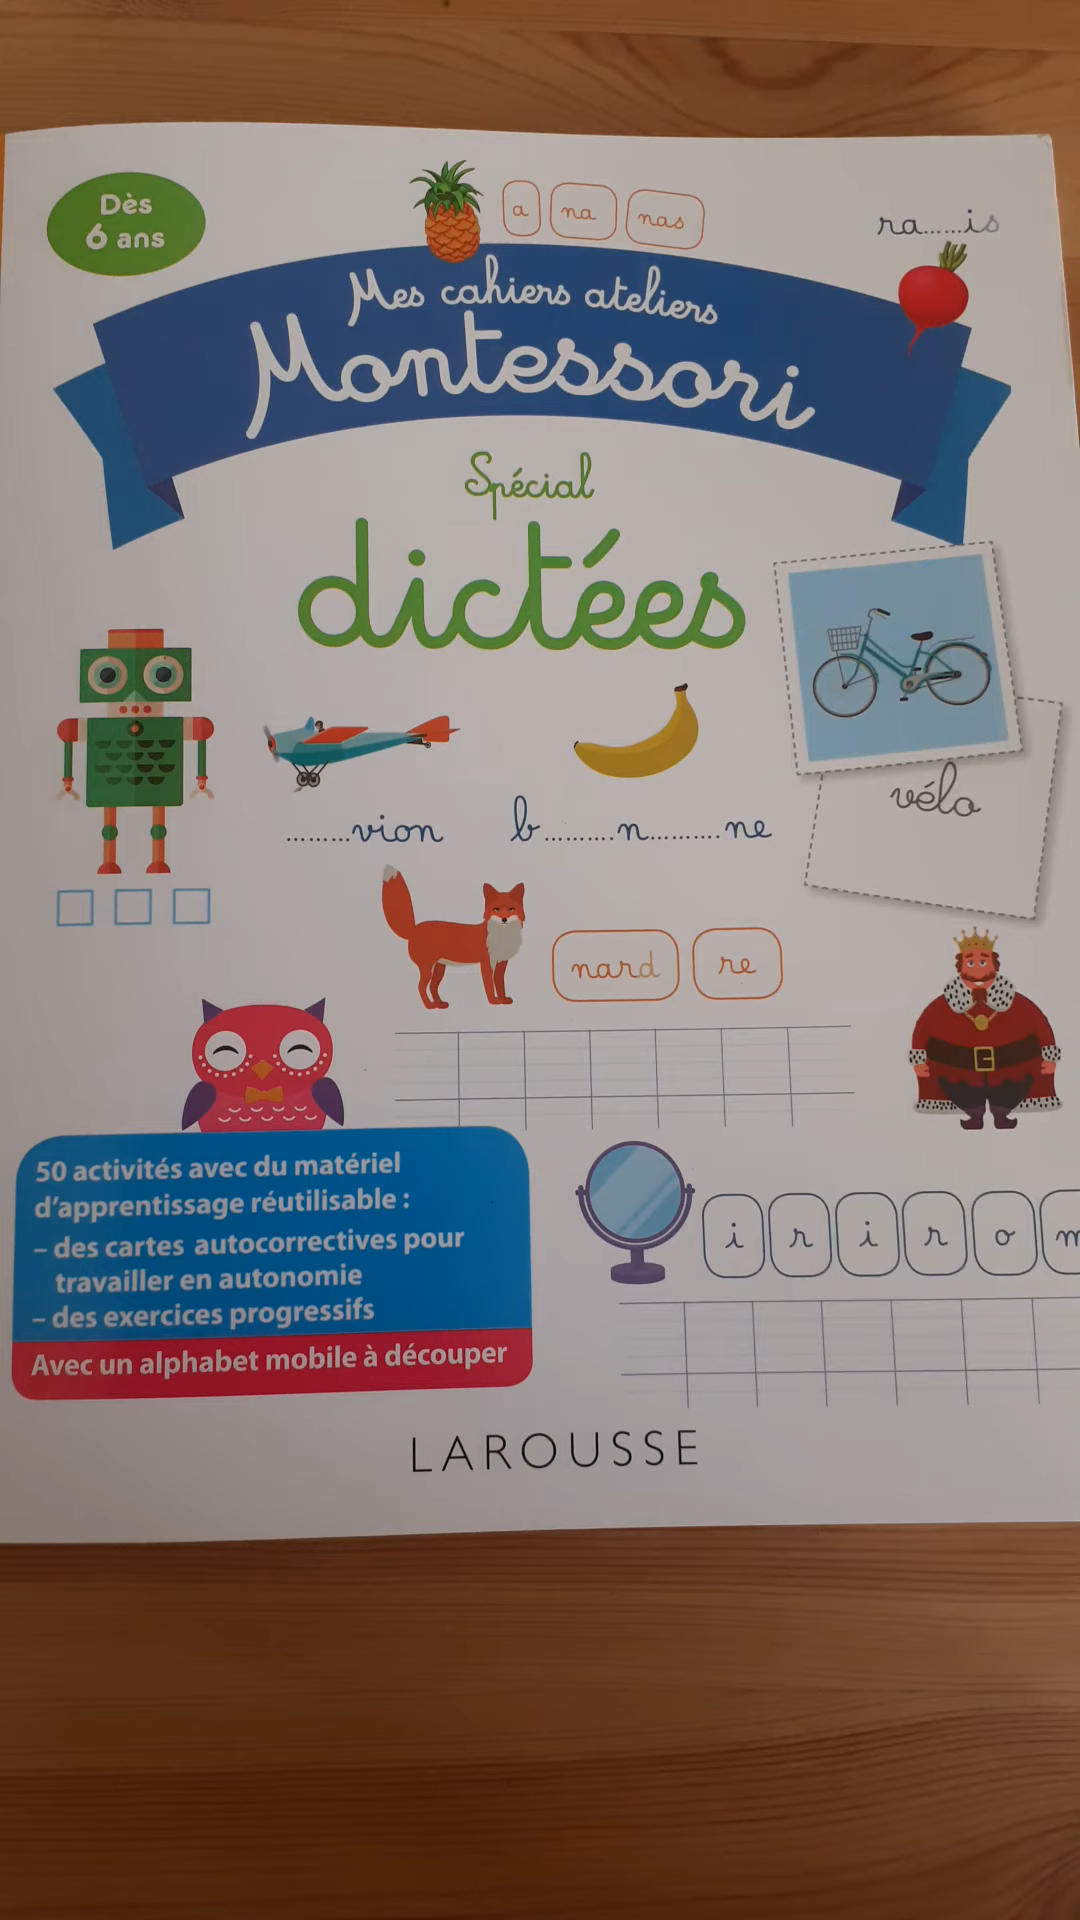 Dès
6 ans
a na nas
ra......is
Mes cahiers ateliers
Montessori
Spécial
dictées
.........vion
b..........n..........ne
vélo
nard re
50 activités avec du matériel
d'apprentissage réutilisable :
– des cartes autocorrectives pour
travailler en autonomie
– des exercices progressifs
Avec un alphabet mobile à découper
i r i r o m
LAROUSSE